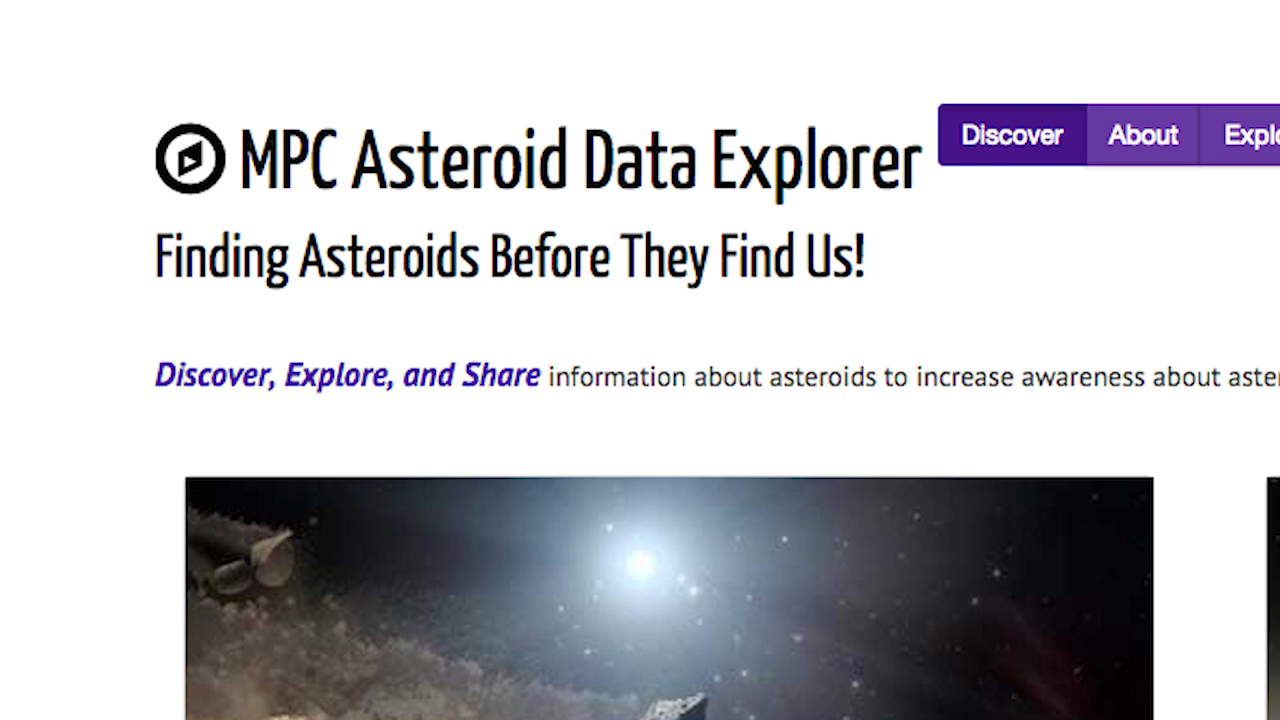 MPC Asteroid Data Explorer
Discover About
Finding Asteroids Before They Find Us!
Discover, Explore, and Share information about asteroids to increase awareness about